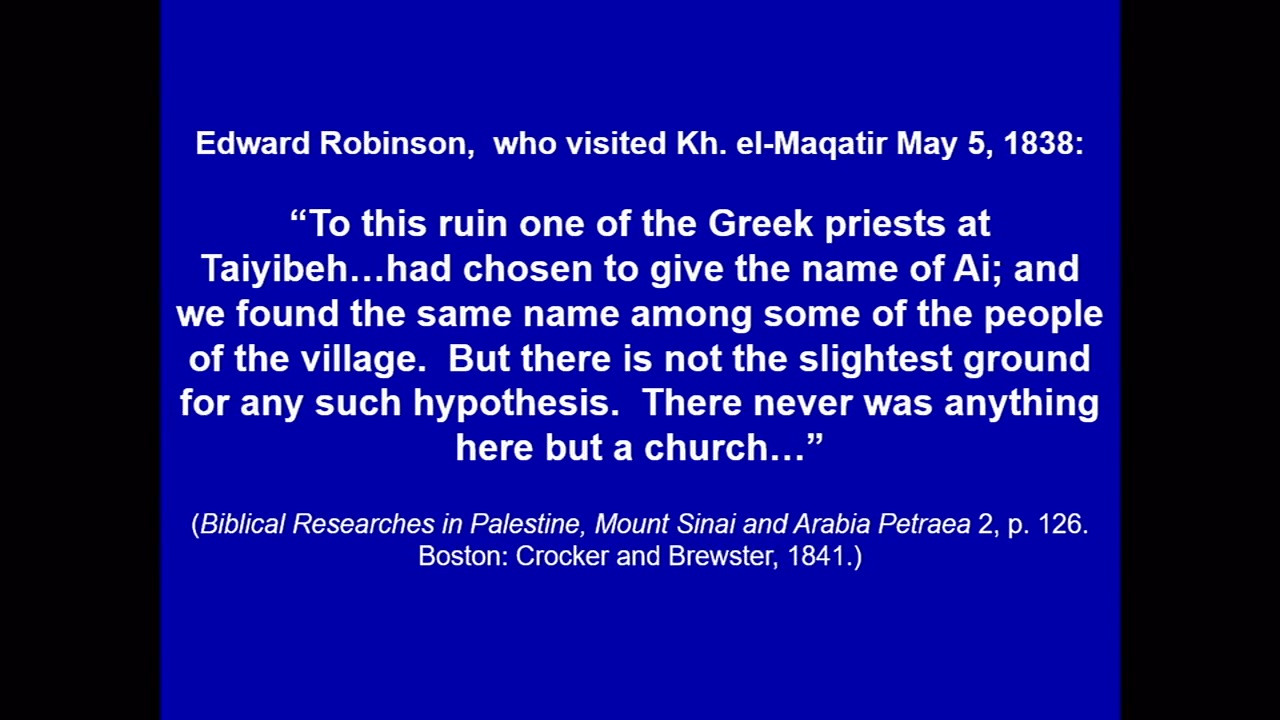 Edward Robinson,  who visited Kh. el-Maqatir May 5, 1838:
“To this ruin one of the Greek priests at
Taiyibeh…had chosen to give the name of Ai; and
we found the same name among some of the people
of the village.  But there is not the slightest ground
for any such hypothesis.  There never was anything
here but a church…”
(Biblical Researches in Palestine, Mount Sinai and Arabia Petraea 2, p. 126.
Boston: Crocker and Brewster, 1841.)